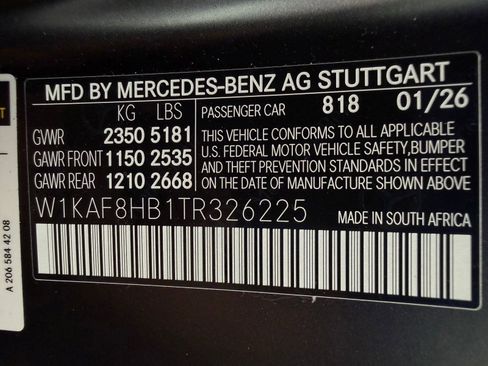 MFD BY MERCEDES-BENZ AG STUTTGART
KG LBS
GVWR 2350 5181
GAWR FRONT 1150 2535
GAWR REAR 1210 2668
PASSENGER CAR 818 01/26
THIS VEHICLE CONFORMS TO ALL APPLICABLE
U.S. FEDERAL MOTOR VEHICLE SAFETY,BUMPER
AND THEFT PREVENTION STANDARDS IN EFFECT
ON THE DATE OF MANUFACTURE SHOWN ABOVE
W1KAF8HB1TR326225 MADE IN SOUTH AFRICA
A 206 584 42 08